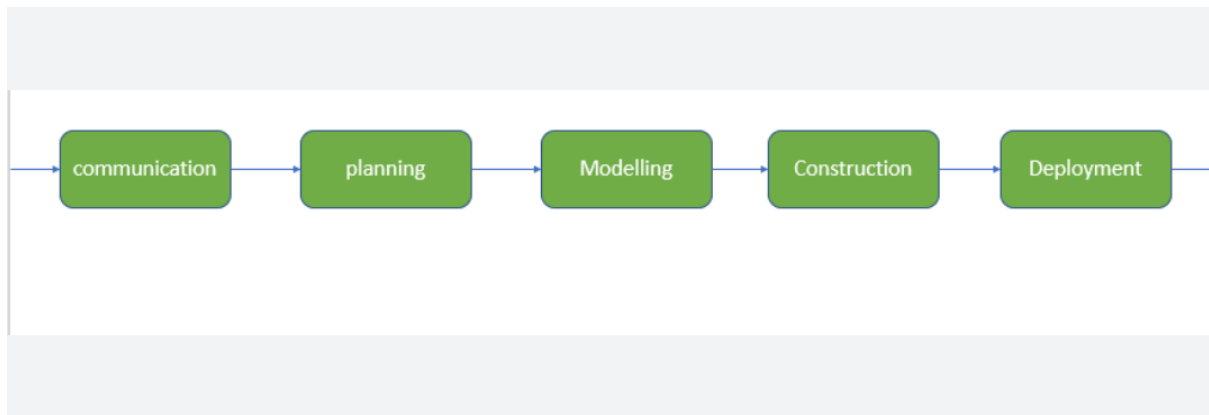 communication
planning
Modelling
Construction
Deployment